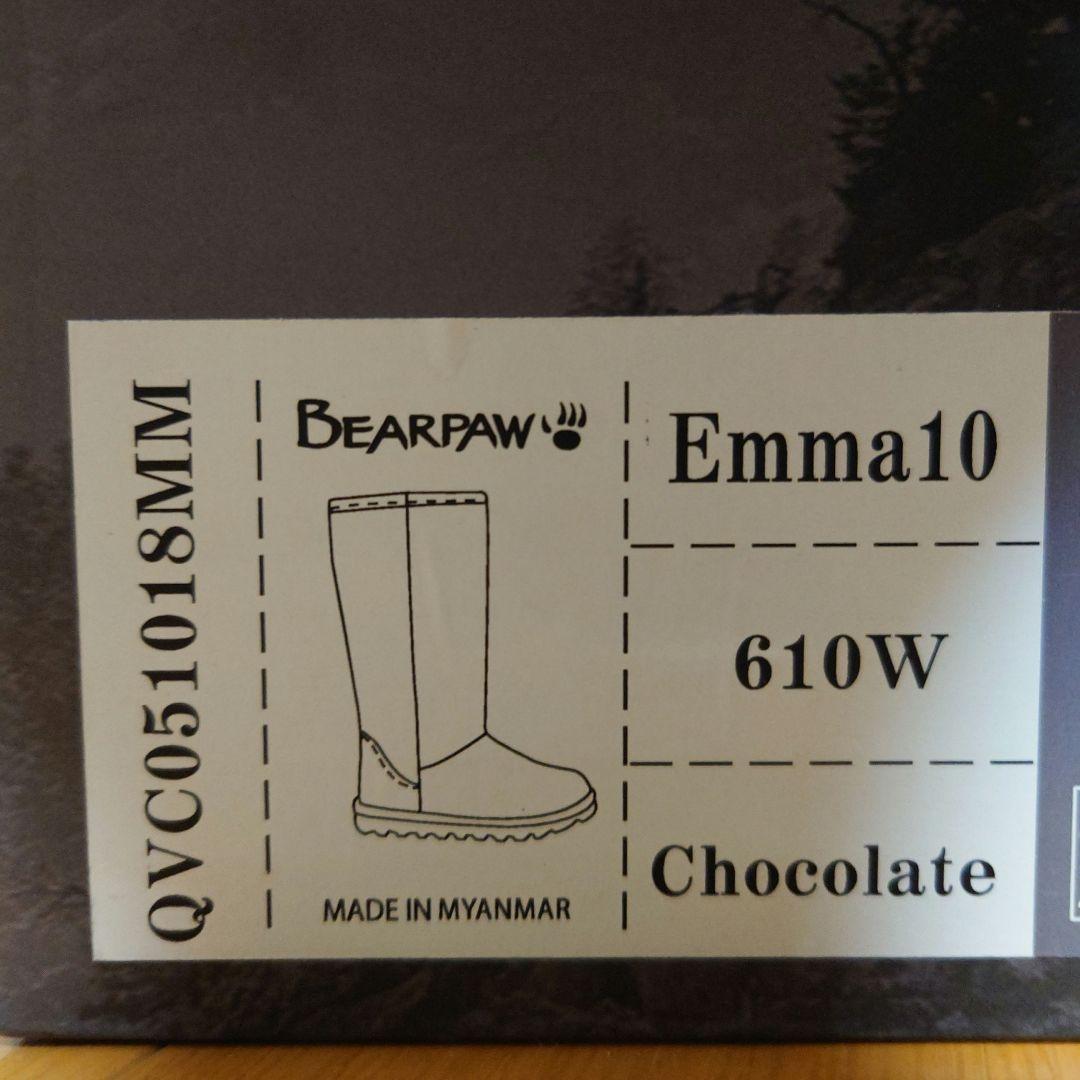 QVC051018MM
BEARPAW
MADE IN MYANMAR
Emma10
610W
Chocolate